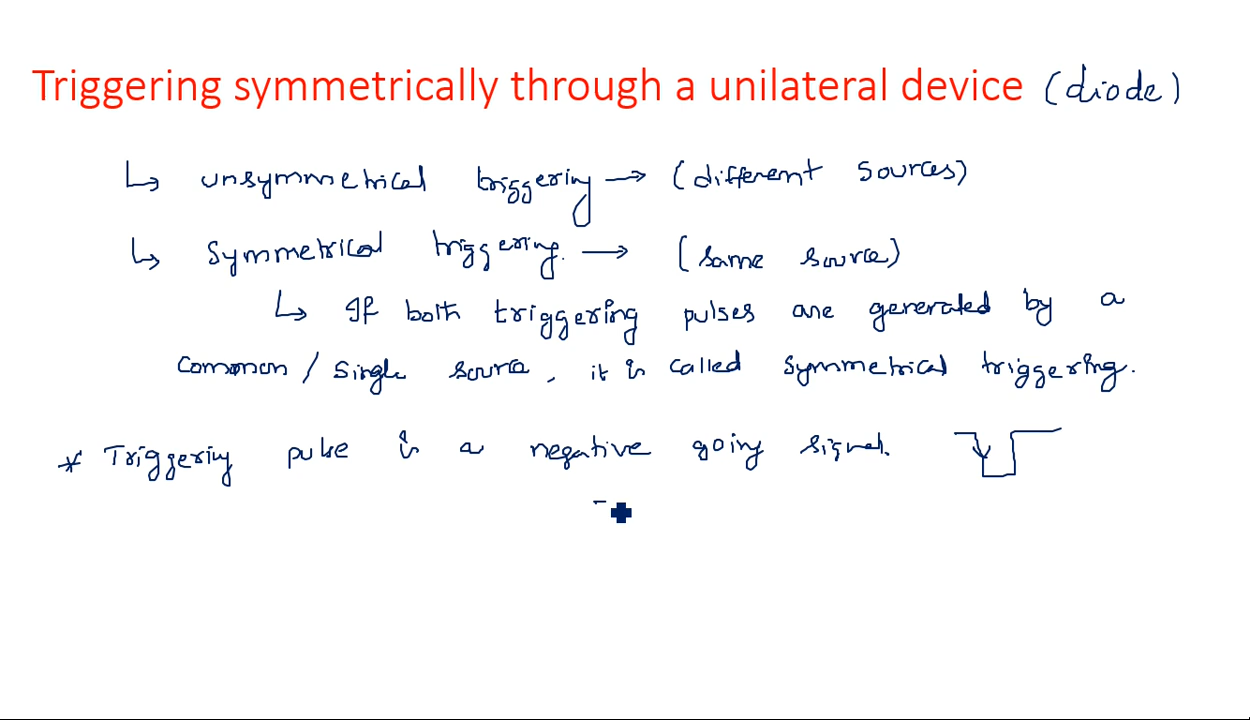 Triggering symmetrically through a unilateral device (diode)
↳ unsymmetrical triggering → (different sources)
↳ Symmetrical triggering. → (same source)
↳ If both triggering pulses are generated by a
common / single source, it is called symmetrical triggering.
* Triggering pulse is a negative going signal.